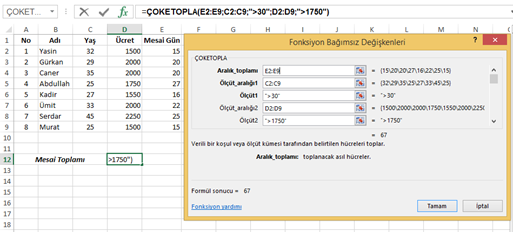 ÇOKET... =ÇOKETOPLA(E2:E9;C2:C9;">30";D2:D9;">1750")
A B C D E F G H I J K L M
1 No Adı Yaş Ücret Mesai Gün
2 1 Yasin 32 1500 15
3 2 Gürkan 29 2000 20
4 3 Caner 35 2000 20
5 4 Abdullah 25 1750 27
6 5 Kadir 27 1550 16
7 6 Ümit 33 2000 22
8 7 Serdar 45 2250 25
9 8 Murat 25 1500 15
10
11
12 Mesai Toplamı >1750")
13
14
15
16
17
18
Fonksiyon Bağımsız Değişkenleri
ÇOKETOPLA
Aralık_toplamı E2:E9 = {15\20\20\27\16\22\25\15}
Ölçüt_aralığı1 C2:C9 = {32\29\35\25\27\33\45\25}
Ölçüt1 ">30" = ">30"
Ölçüt_aralığı2 D2:D9 = {1500\2000\2000\1750\1550\2000\2250
Ölçüt2 ">1750" = ">1750"
= 67
Verili bir koşul veya ölçüt kümesi tarafından belirtilen hücreleri toplar.
Aralık_toplamı: toplanacak asıl hücreler.
Formül sonucu = 67
Fonksiyon yardımı
Tamam İptal